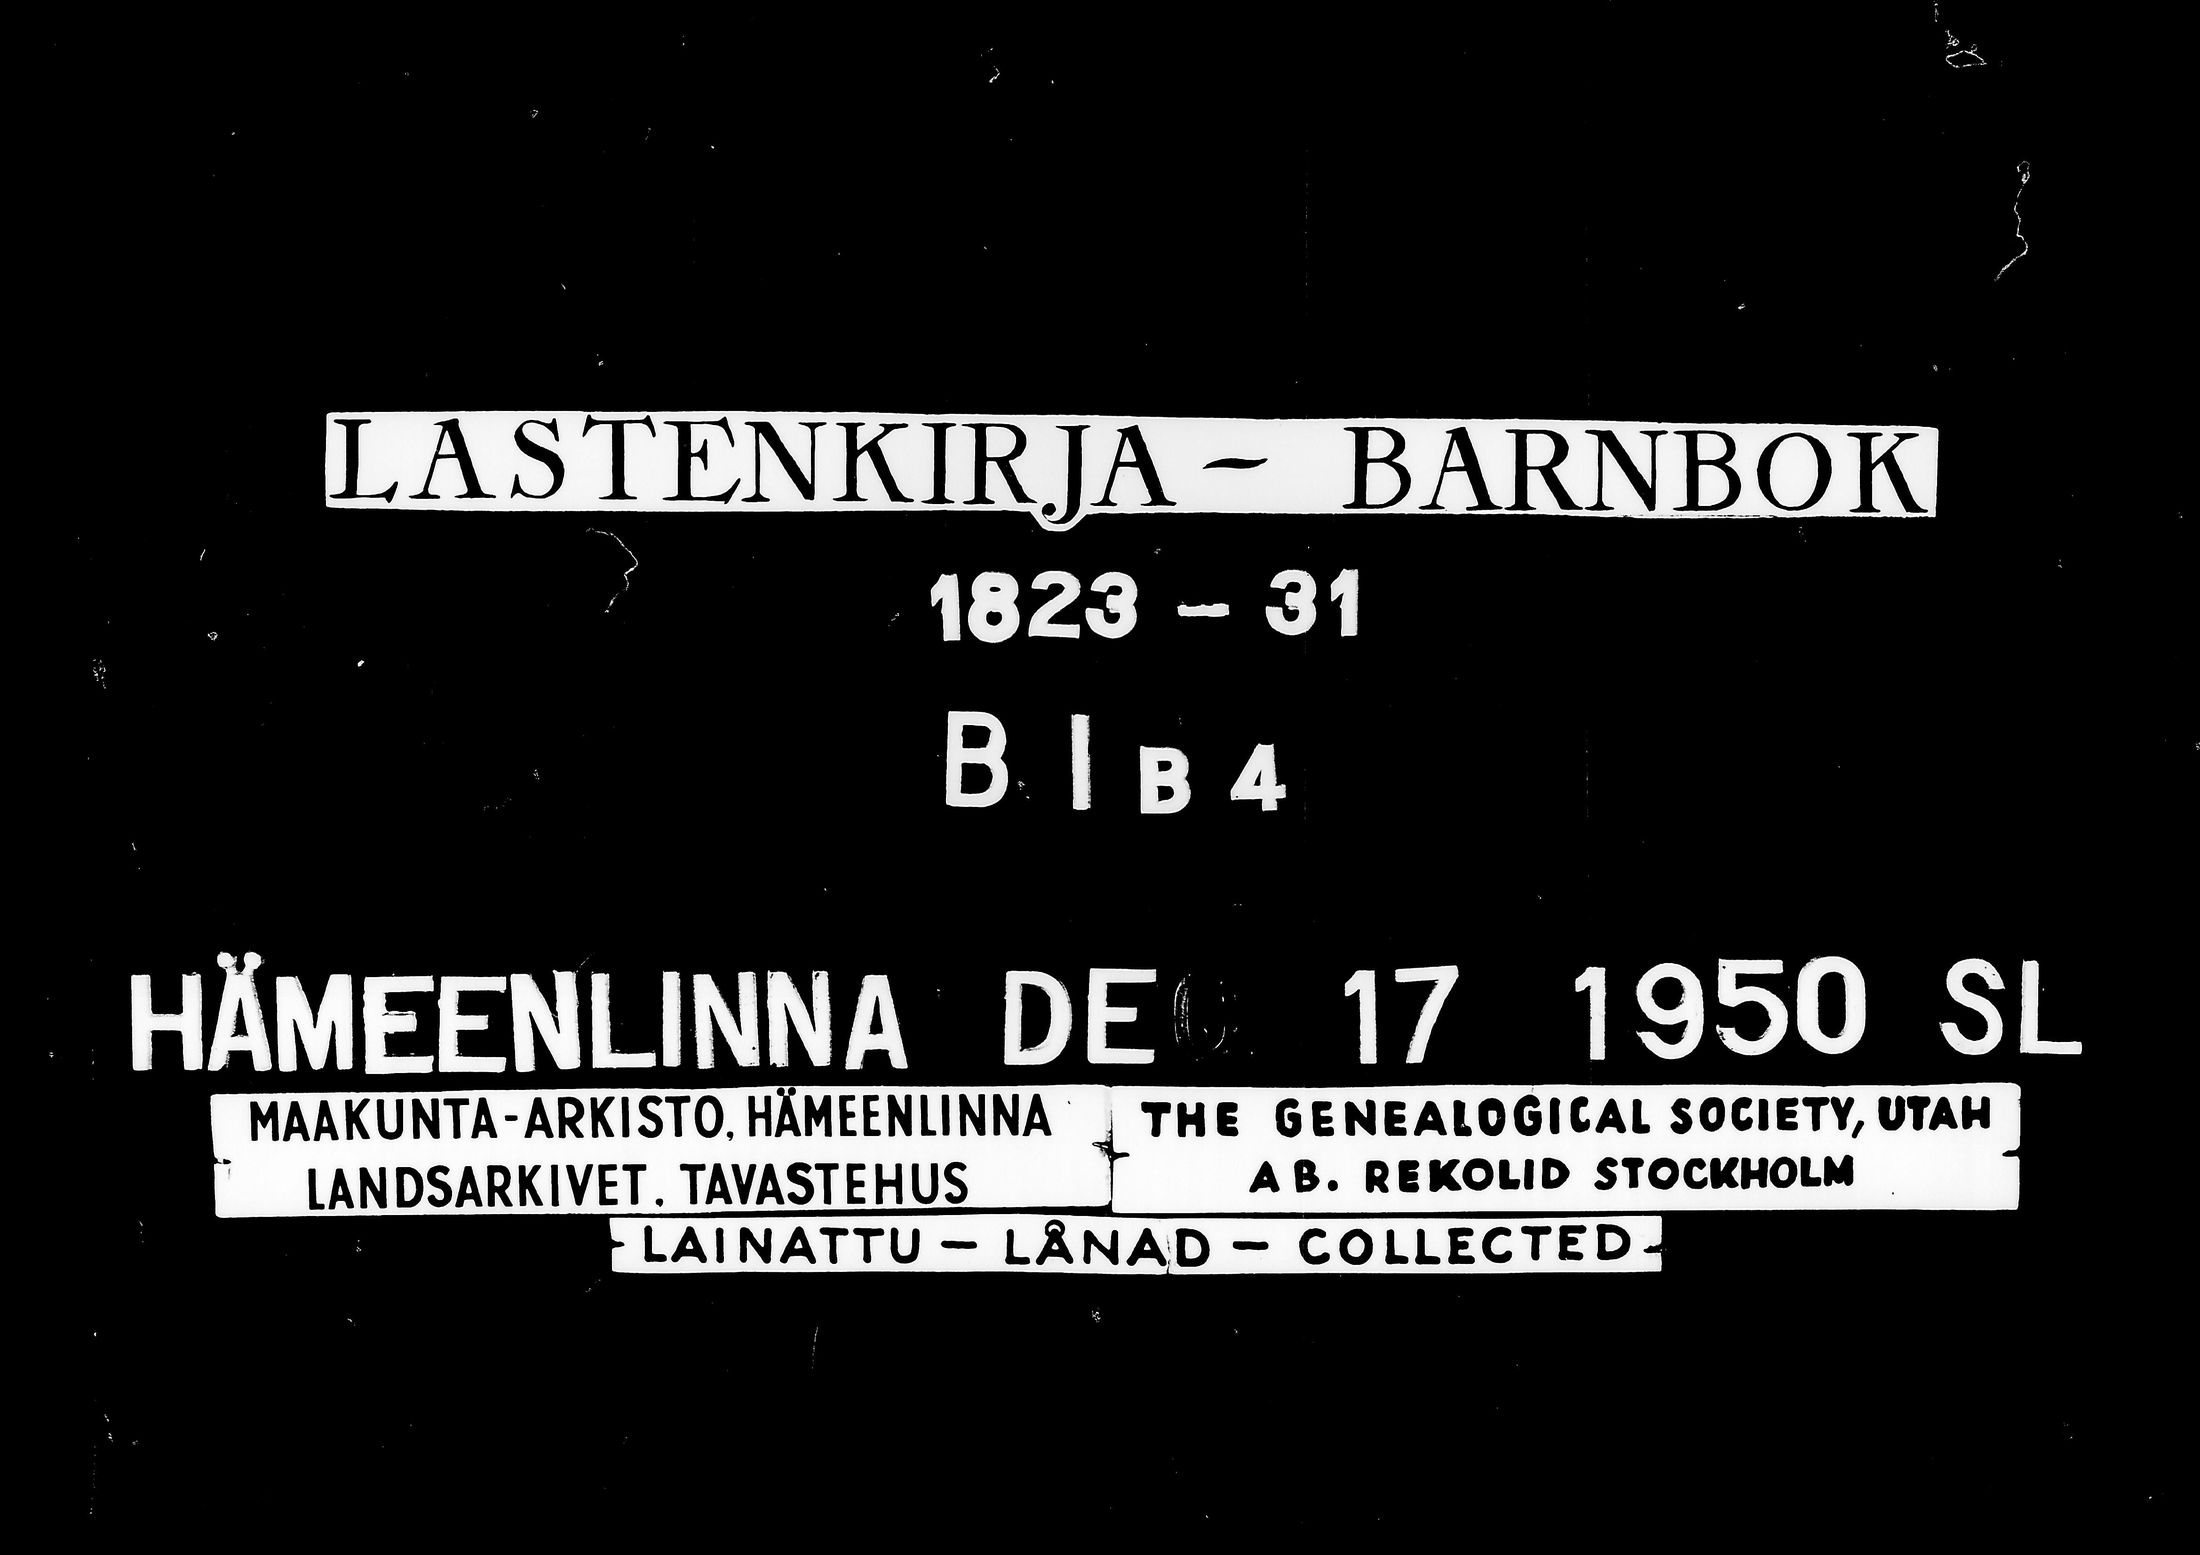 LASTENKIRJA - BARNBOK
1823 - 31
B I B 4
HÄMEENLINNA DEC 17 1950 SL
MAAKUNTA-ARKISTO, HÄMEENLINNA
LANDSARKIVET. TAVASTEHUS
THE GENEALOGICAL SOCIETY, UTAH
AB. REKOLID STOCKHOLM
LAINATTU - LÅNAD - COLLECTED